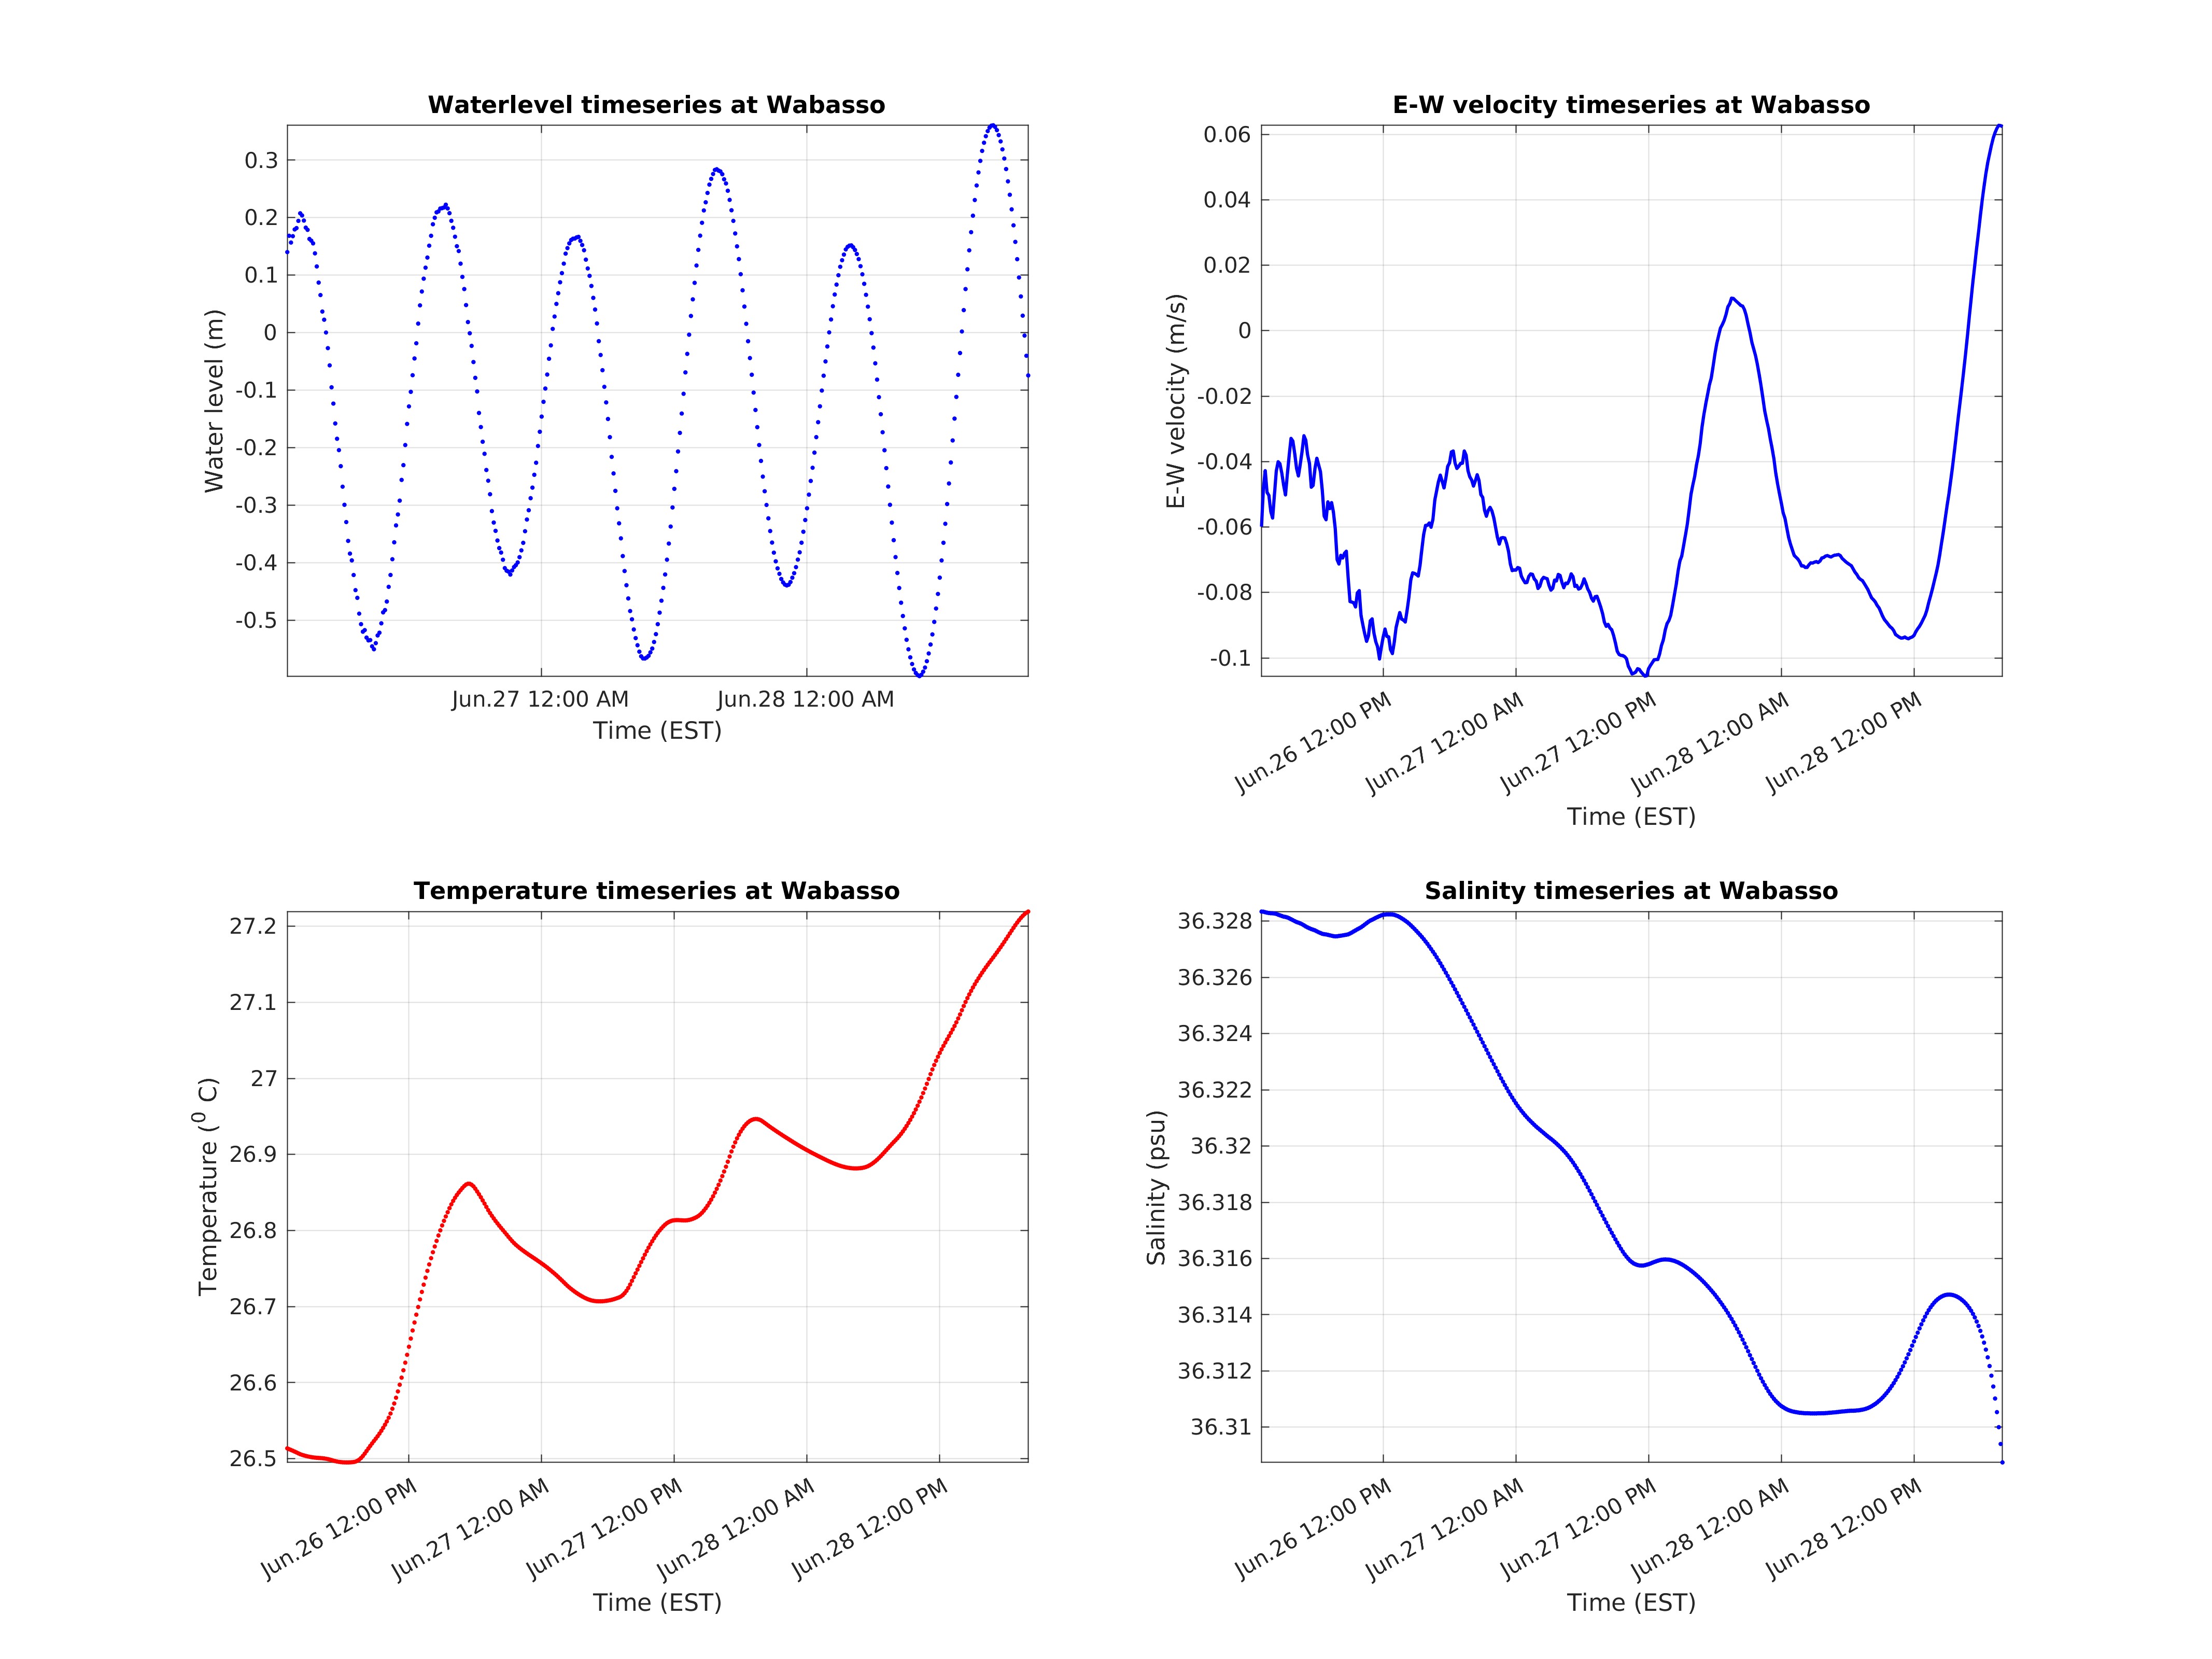 Waterlevel timeseries at Wabasso
0.3
0.2
0.1
0
-0.1
-0.2
-0.3
-0.4
-0.5
Water level (m)
Jun.27 12:00 AM
Jun.28 12:00 AM
Time (EST)
E-W velocity timeseries at Wabasso
0.06
0.04
0.02
0
-0.02
-0.04
-0.06
-0.08
-0.1
E-W velocity (m/s)
Jun.26 12:00 PM
Jun.27 12:00 AM
Jun.27 12:00 PM
Jun.28 12:00 AM
Jun.28 12:00 PM
Time (EST)
Temperature timeseries at Wabasso
27.2
27.1
27
26.9
26.8
26.7
26.6
26.5
Temperature (⁰ C)
Jun.26 12:00 PM
Jun.27 12:00 AM
Jun.27 12:00 PM
Jun.28 12:00 AM
Jun.28 12:00 PM
Time (EST)
Salinity timeseries at Wabasso
36.328
36.326
36.324
36.322
36.32
36.318
36.316
36.314
36.312
36.31
Salinity (psu)
Jun.26 12:00 PM
Jun.27 12:00 AM
Jun.27 12:00 PM
Jun.28 12:00 AM
Jun.28 12:00 PM
Time (EST)